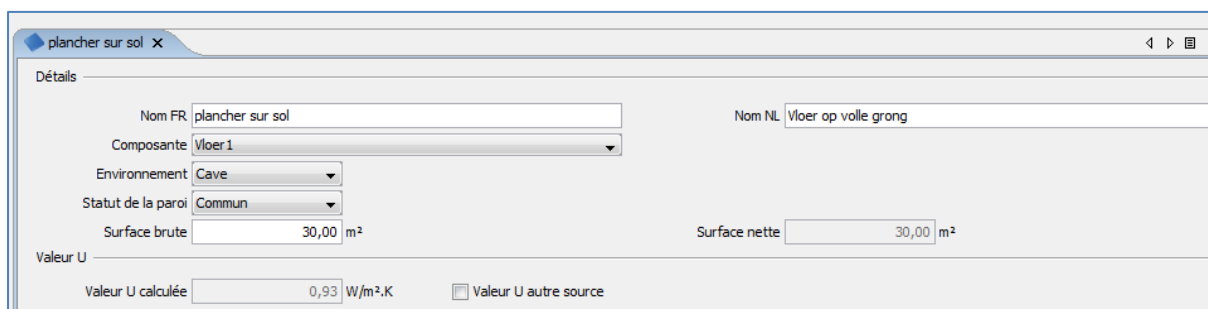 plancher sur sol
Détails
Nom FR plancher sur sol Nom NL Vloer op volle grong
Composante Vloer1
Environnement Cave
Statut de la paroi Commun
Surface brute 30,00 m² Surface nette 30,00 m²
Valeur U
Valeur U calculée 0,93 W/m².K Valeur U autre source